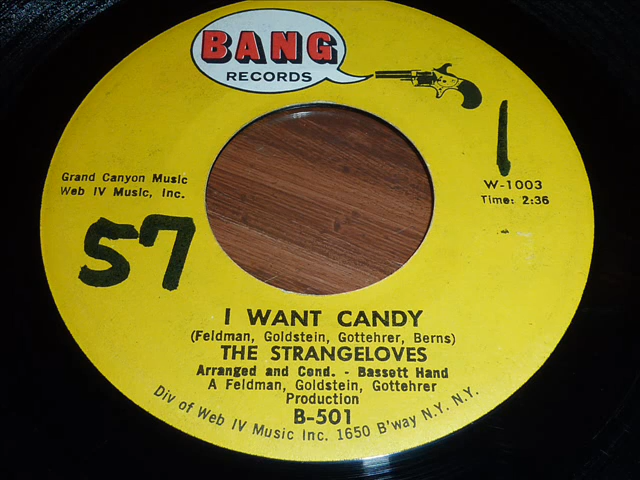 BANG
RECORDS
1
Grand Canyon Music
Web IV Music, Inc.
W-1003
Time: 2:36
57
I WANT CANDY
(Feldman, Goldstein, Gottehrer, Berns)
THE STRANGELOVES
Arranged and Cond. - Bassett Hand
A Feldman, Goldstein, Gottehrer
Production
B-501
Div of Web IV Music Inc. 1650 B'way N.Y. N.Y.